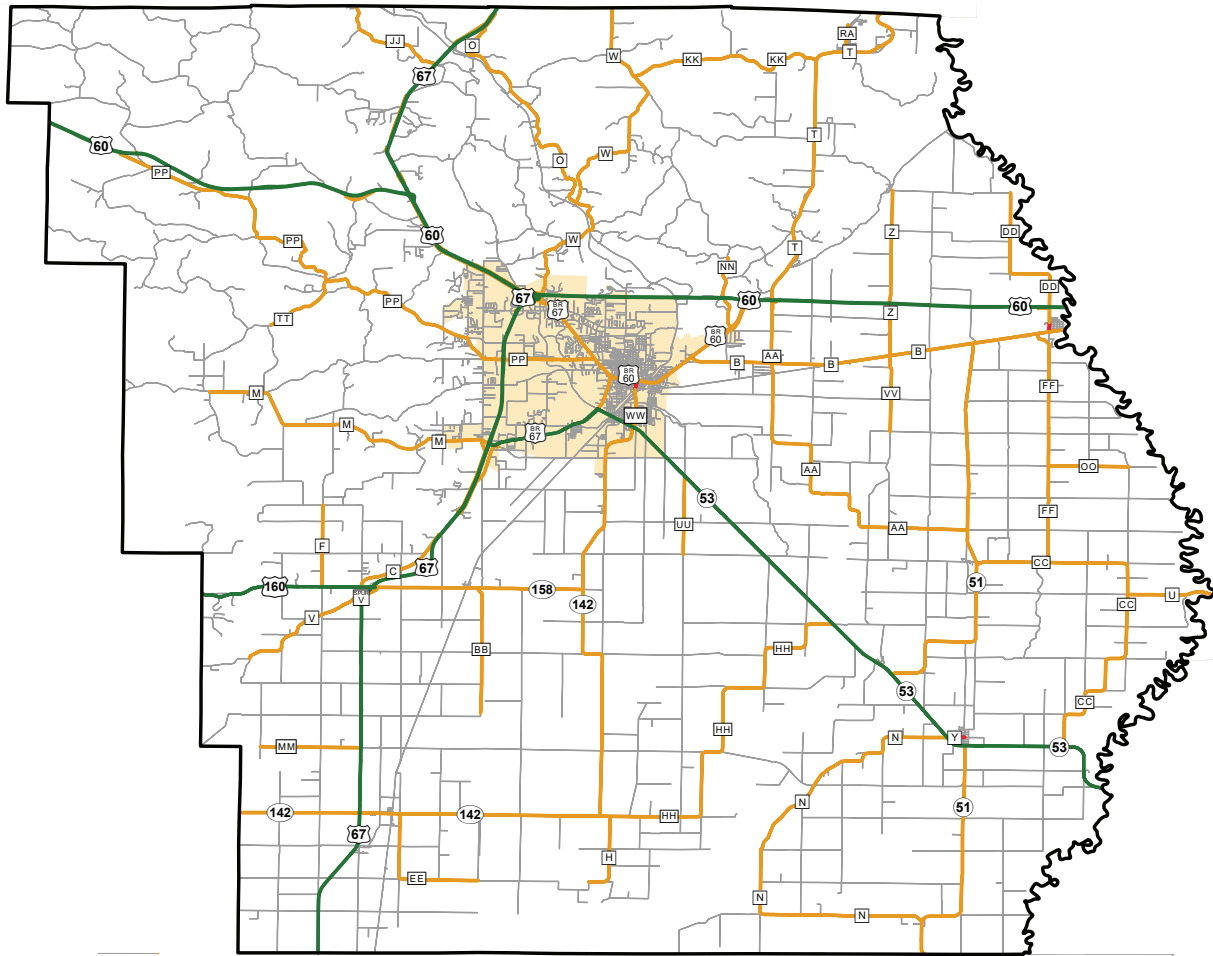 RA
JJ
O
T
W
KK
KK
67
T
60
O
W
PP
Z
DD
60
PP
W
T
NN
DD
67
60
PP
60
BR
67
Z
TT
BR
60
B
PP
AA
B
B
BR
60
FF
M
VV
WW
M
BR
67
M
OO
AA
53
FF
UU
AA
F
CC
67
C
51
160
158
U
SPUR
V
142
CC
V
HH
BB
53
CC
HH
N
Y
MM
53
N
51
142
142
HH
67
H
EE
N
N